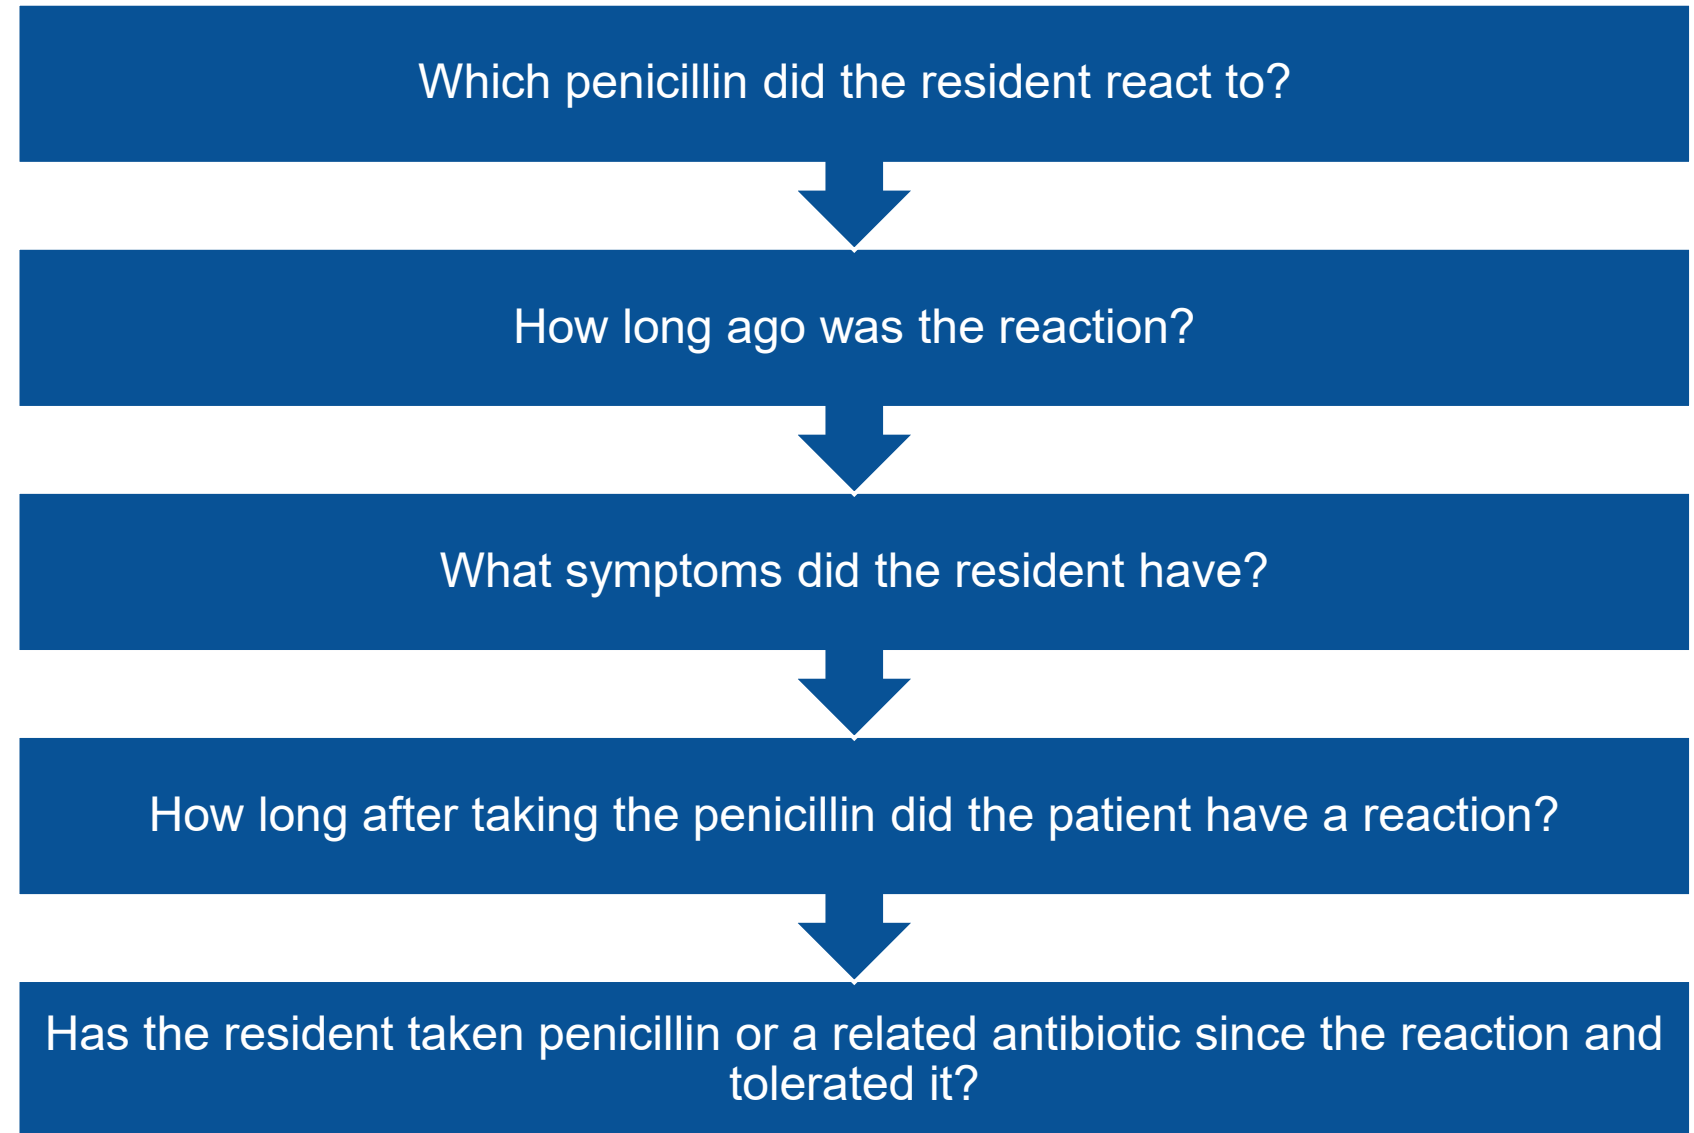 Which penicillin did the resident react to?
How long ago was the reaction?
What symptoms did the resident have?
How long after taking the penicillin did the patient have a reaction?
Has the resident taken penicillin or a related antibiotic since the reaction and
tolerated it?